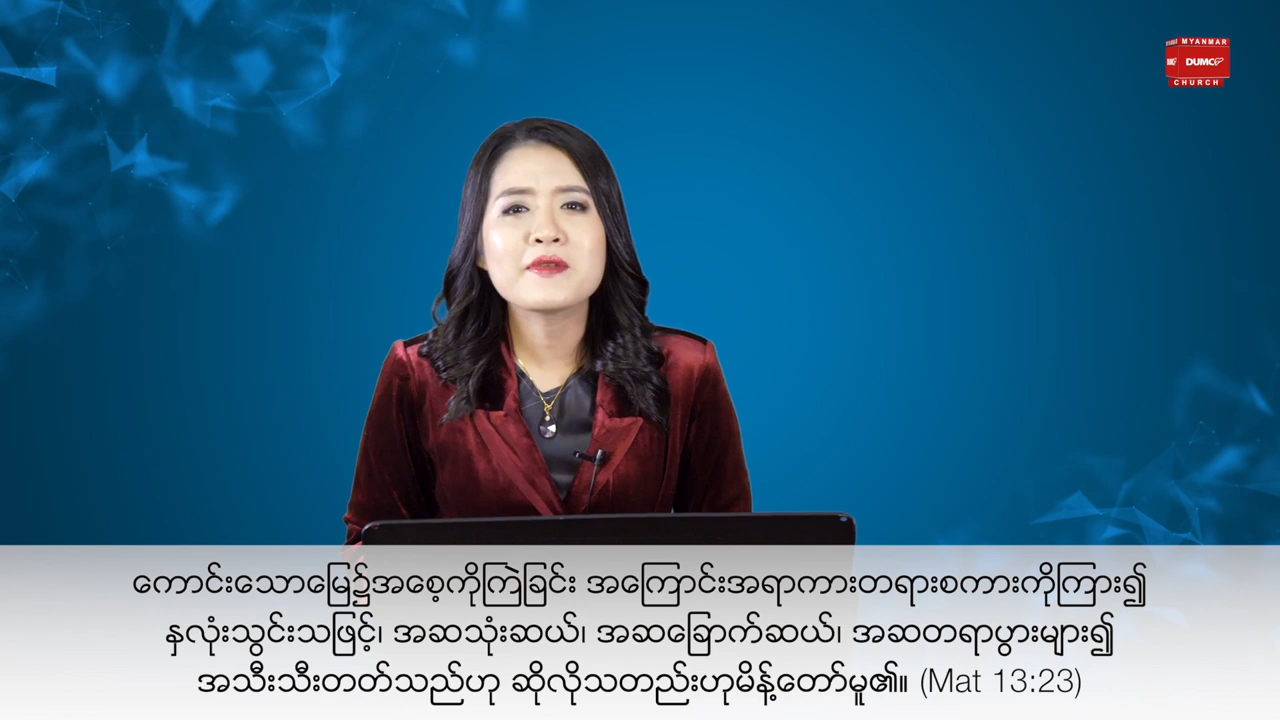 MYANMAR
DUMC
CHURCH
ကောင်းသောမြေ၌အစေ့ကိုကြဲခြင်း အကြောင်းအရာကားတရားစကားကိုကြား၍
နှလုံးသွင်းသဖြင့်၊ အဆသုံးဆယ်၊ အဆခြောက်ဆယ်၊ အဆတရာပွားများ၍
အသီးသီးတတ်သည်ဟု ဆိုလိုသတည်းဟုမိန့်တော်မူ၏။ (Mat 13:23)